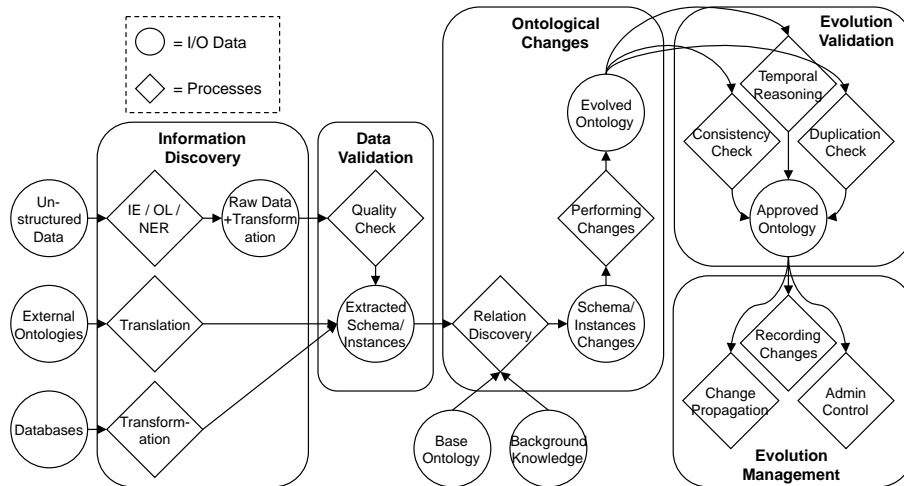 = I/O Data
= Processes
Information
Discovery
Data
Validation
Ontological
Changes
Evolution
Validation
Un-
structured
Data
IE / OL /
NER
Raw Data
+Transform
ation
Quality
Check
External
Ontologies
Translation
Extracted
Schema/
Instances
Databases
Transform-
ation
Relation
Discovery
Base
Ontology
Background
Knowledge
Schema/
Instances
Changes
Performing
Changes
Evolved
Ontology
Temporal
Reasoning
Consistency
Check
Duplication
Check
Approved
Ontology
Recording
Changes
Change
Propagation
Admin
Control
Evolution
Management